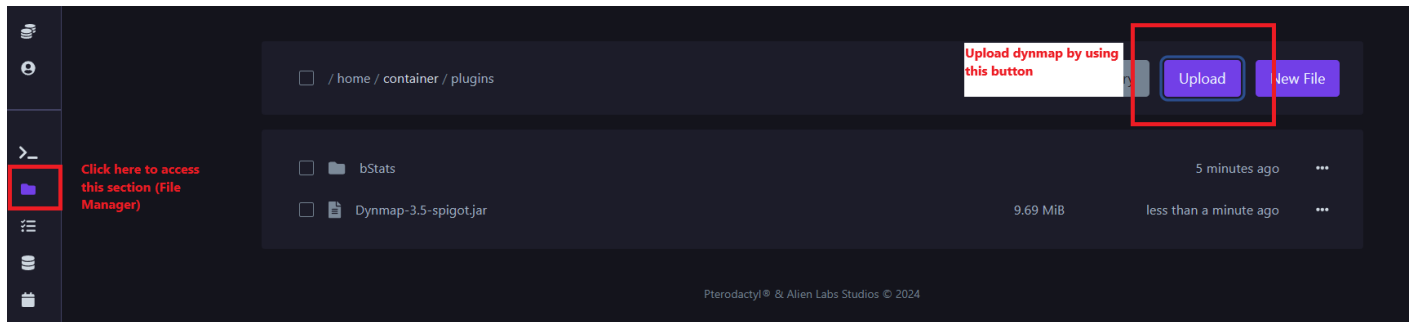 Upload dynmap by using
this button
/ home / container / plugins
Upload
New File
Click here to access
this section (File
Manager)
bStats
5 minutes ago
Dynmap-3.5-spigot.jar
9.69 MiB
less than a minute ago
Pterodactyl® & Alien Labs Studios © 2024